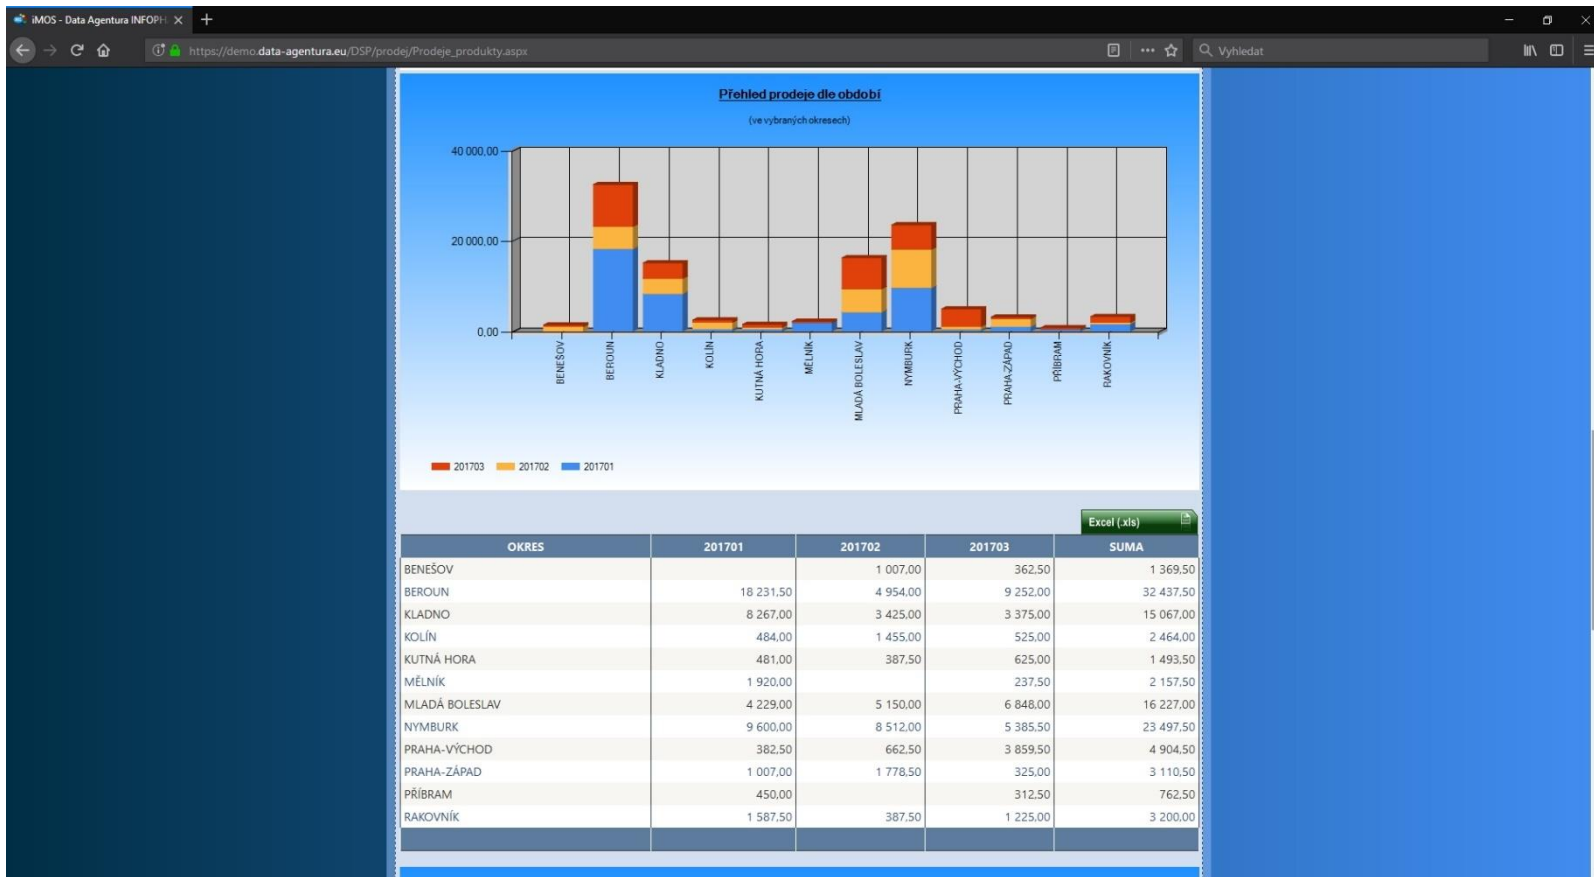 iMOS - Data Agentura INFOPH
https://demo.data-agentura.eu/DSP/prodej/Prodeje_produkty.aspx
Vyhledat
Přehled prodeje dle období
(ve vybraných okresech)
40 000,00
20 000,00
0,00
BENEŠOV
BEROUN
KLADNO
KOLÍN
KUTNÁ HORA
MĚLNÍK
MLADÁ BOLESLAV
NYMBURK
PRAHA-VÝCHOD
PRAHA-ZÁPAD
PŘÍBRAM
RAKOVNÍK
201703 201702 201701
Excel (.xls)
OKRES 201701 201702 201703 SUMA
BENEŠOV 1 007,00 362,50 1 369,50
BEROUN 18 231,50 4 954,00 9 252,00 32 437,50
KLADNO 8 267,00 3 425,00 3 375,00 15 067,00
KOLÍN 484,00 1 455,00 525,00 2 464,00
KUTNÁ HORA 481,00 387,50 625,00 1 493,50
MĚLNÍK 1 920,00 237,50 2 157,50
MLADÁ BOLESLAV 4 229,00 5 150,00 6 848,00 16 227,00
NYMBURK 9 600,00 8 512,00 5 385,50 23 497,50
PRAHA-VÝCHOD 382,50 662,50 3 859,50 4 904,50
PRAHA-ZÁPAD 1 007,00 1 778,50 325,00 3 110,50
PŘÍBRAM 450,00 312,50 762,50
RAKOVNÍK 1 587,50 387,50 1 225,00 3 200,00